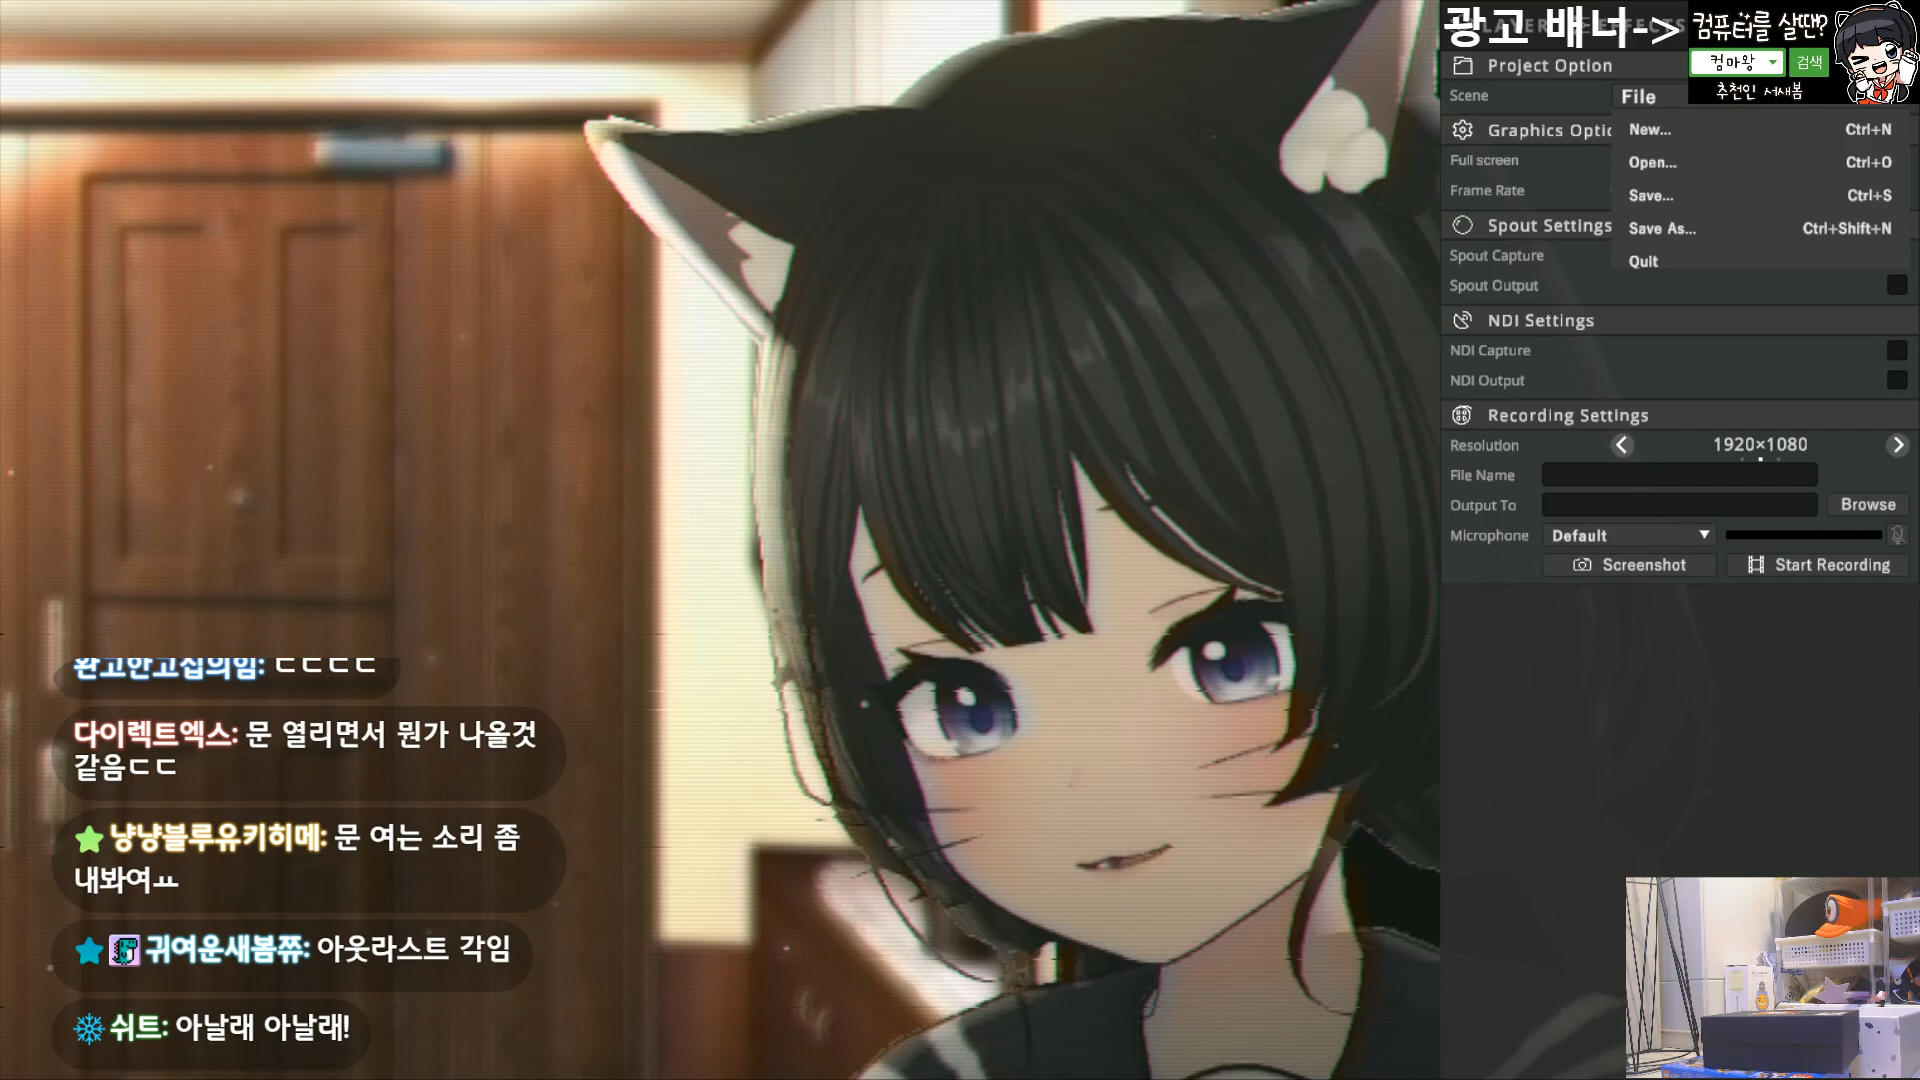 광고 배너->
컴퓨터를 살땐?
컴마왕
검색
추천인 서새봄
Project Option
Scene
File
New... Ctrl+N
Graphics Optio
Open... Ctrl+O
Full screen
Frame Rate
Save... Ctrl+S
Spout Settings
Save As... Ctrl+Shift+N
Spout Capture
Quit
Spout Output
NDI Settings
NDI Capture
NDI Output
Recording Settings
Resolution 1920×1080
File Name
Output To Browse
Microphone Default
Screenshot Start Recording
ㄷㄷㄷㄷ
다이렉트엑스: 문 열리면서 뭔가 나올것
같음ㄷㄷ
냥냥블루유키히메: 문 여는 소리 좀
내봐여ㅛ
귀여운새봄쮸: 아웃라스트 각임
쉬트: 아날래 아날래!